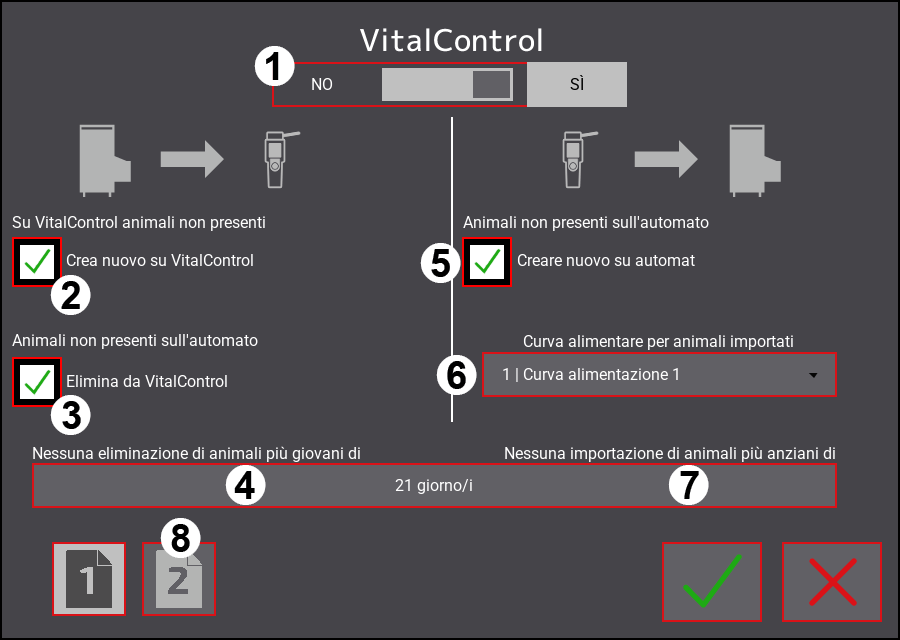 VitalControl
1 NO SÌ
Su VitalControl animali non presenti
Crea nuovo su VitalControl
2
Animali non presenti sull'automato
Elimina da VitalControl
3
Animali non presenti sull'automato
5 Creare nuovo su automat
Curva alimentare per animali importati
6 1 | Curva alimentazione 1
Nessuna eliminazione di animali più giovani di
Nessuna importazione di animali più anziani di
4 21 giorno/i 7
8
1 2